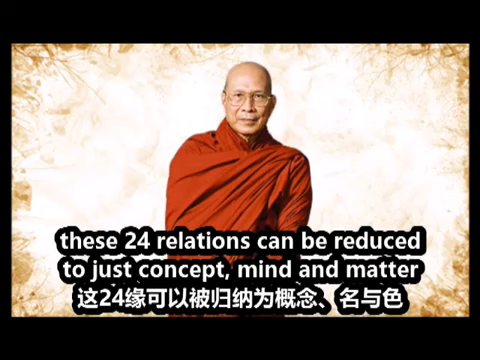 these 24 relations can be reduced
to just concept, mind and matter
这24缘可以被归纳为概念、名与色